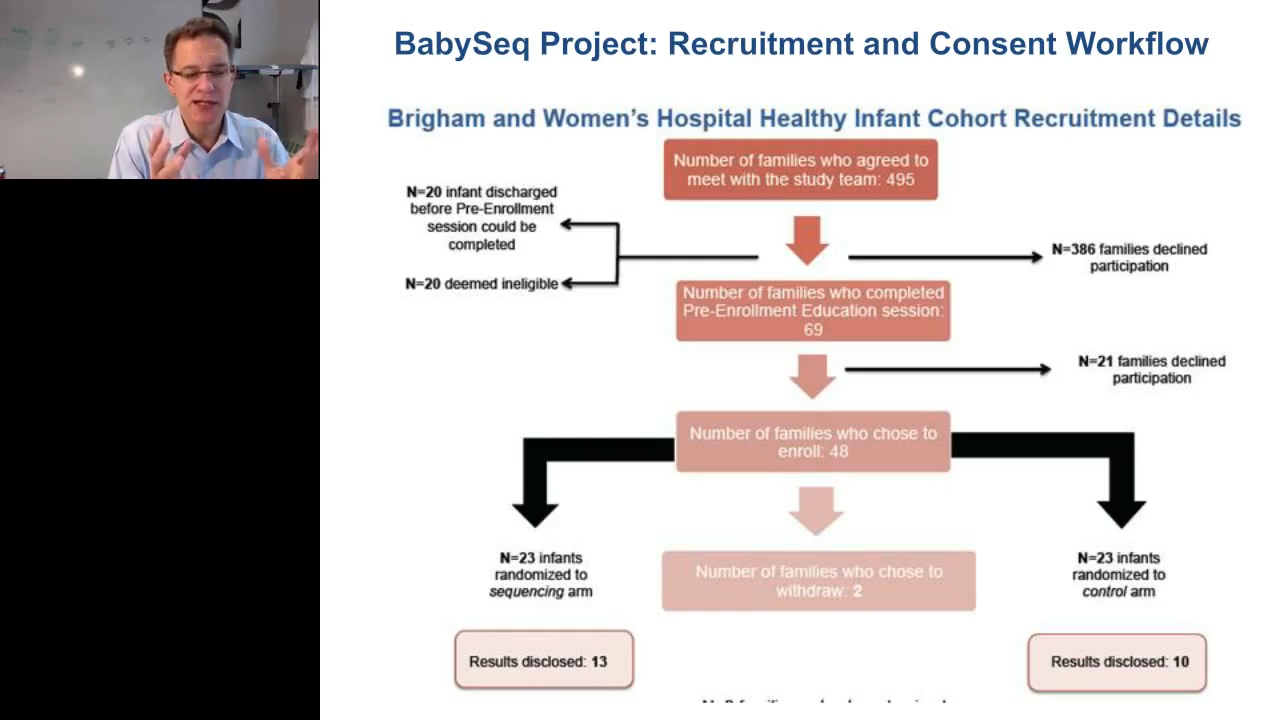 BabySeq Project: Recruitment and Consent Workflow
Brigham and Women's Hospital Healthy Infant Cohort Recruitment Details
Number of families who agreed to
meet with the study team: 495
N=20 infant discharged
before Pre-Enrollment
session could be
completed
N=20 deemed ineligible
N=386 families declined
participation
Number of families who completed
Pre-Enrollment Education session:
69
N=21 families declined
participation
Number of families who chose to
enroll: 48
N=23 infants
randomized to
sequencing arm
Number of families who chose to
withdraw: 2
N=23 infants
randomized to
control arm
Results disclosed: 13
Results disclosed: 10